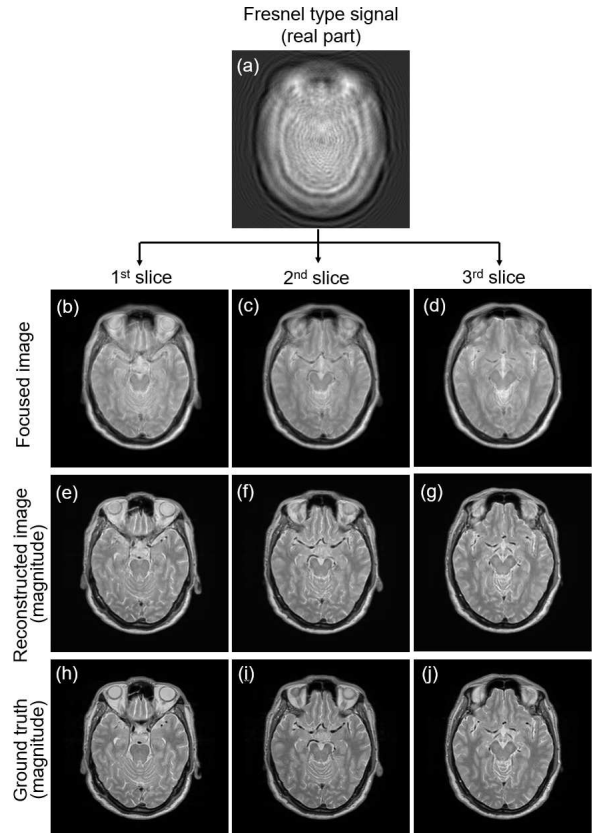 Fresnel type signal
(real part)
(a)
1st slice
2nd slice
3rd slice
Focused image
(b)
(c)
(d)
Reconstructed image
(magnitude)
(e)
(f)
(g)
Ground truth
(magnitude)
(h)
(i)
(j)